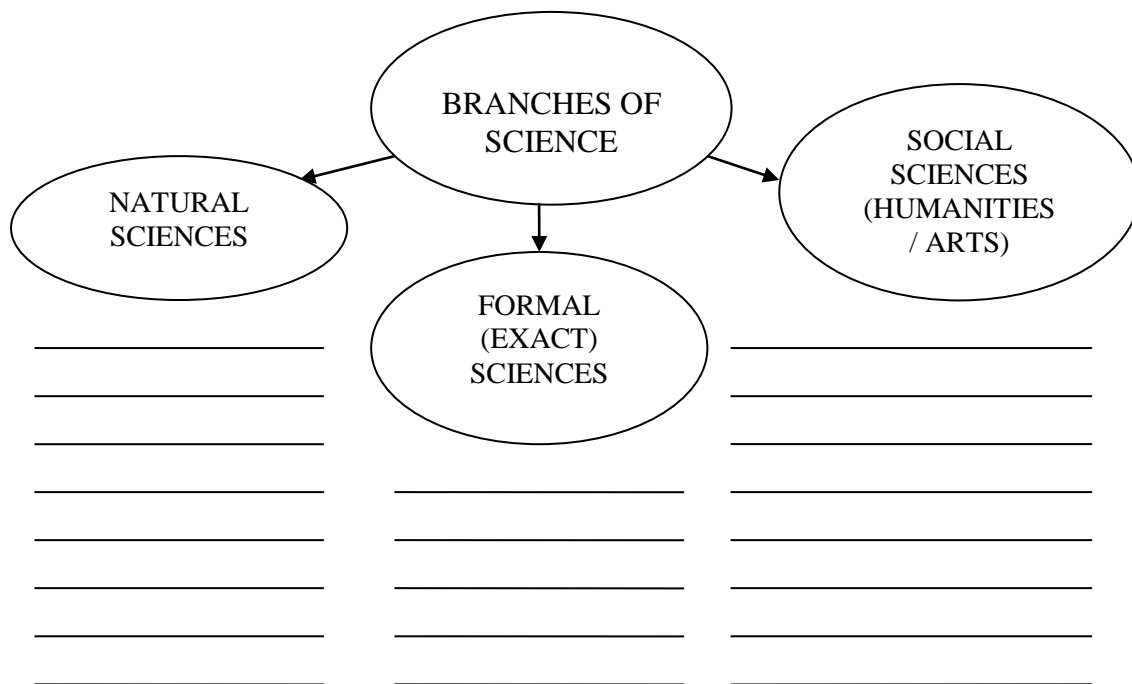 BRANCHES OF
SCIENCE
NATURAL
SCIENCES
FORMAL
(EXACT)
SCIENCES
SOCIAL
SCIENCES
(HUMANITIES
/ ARTS)